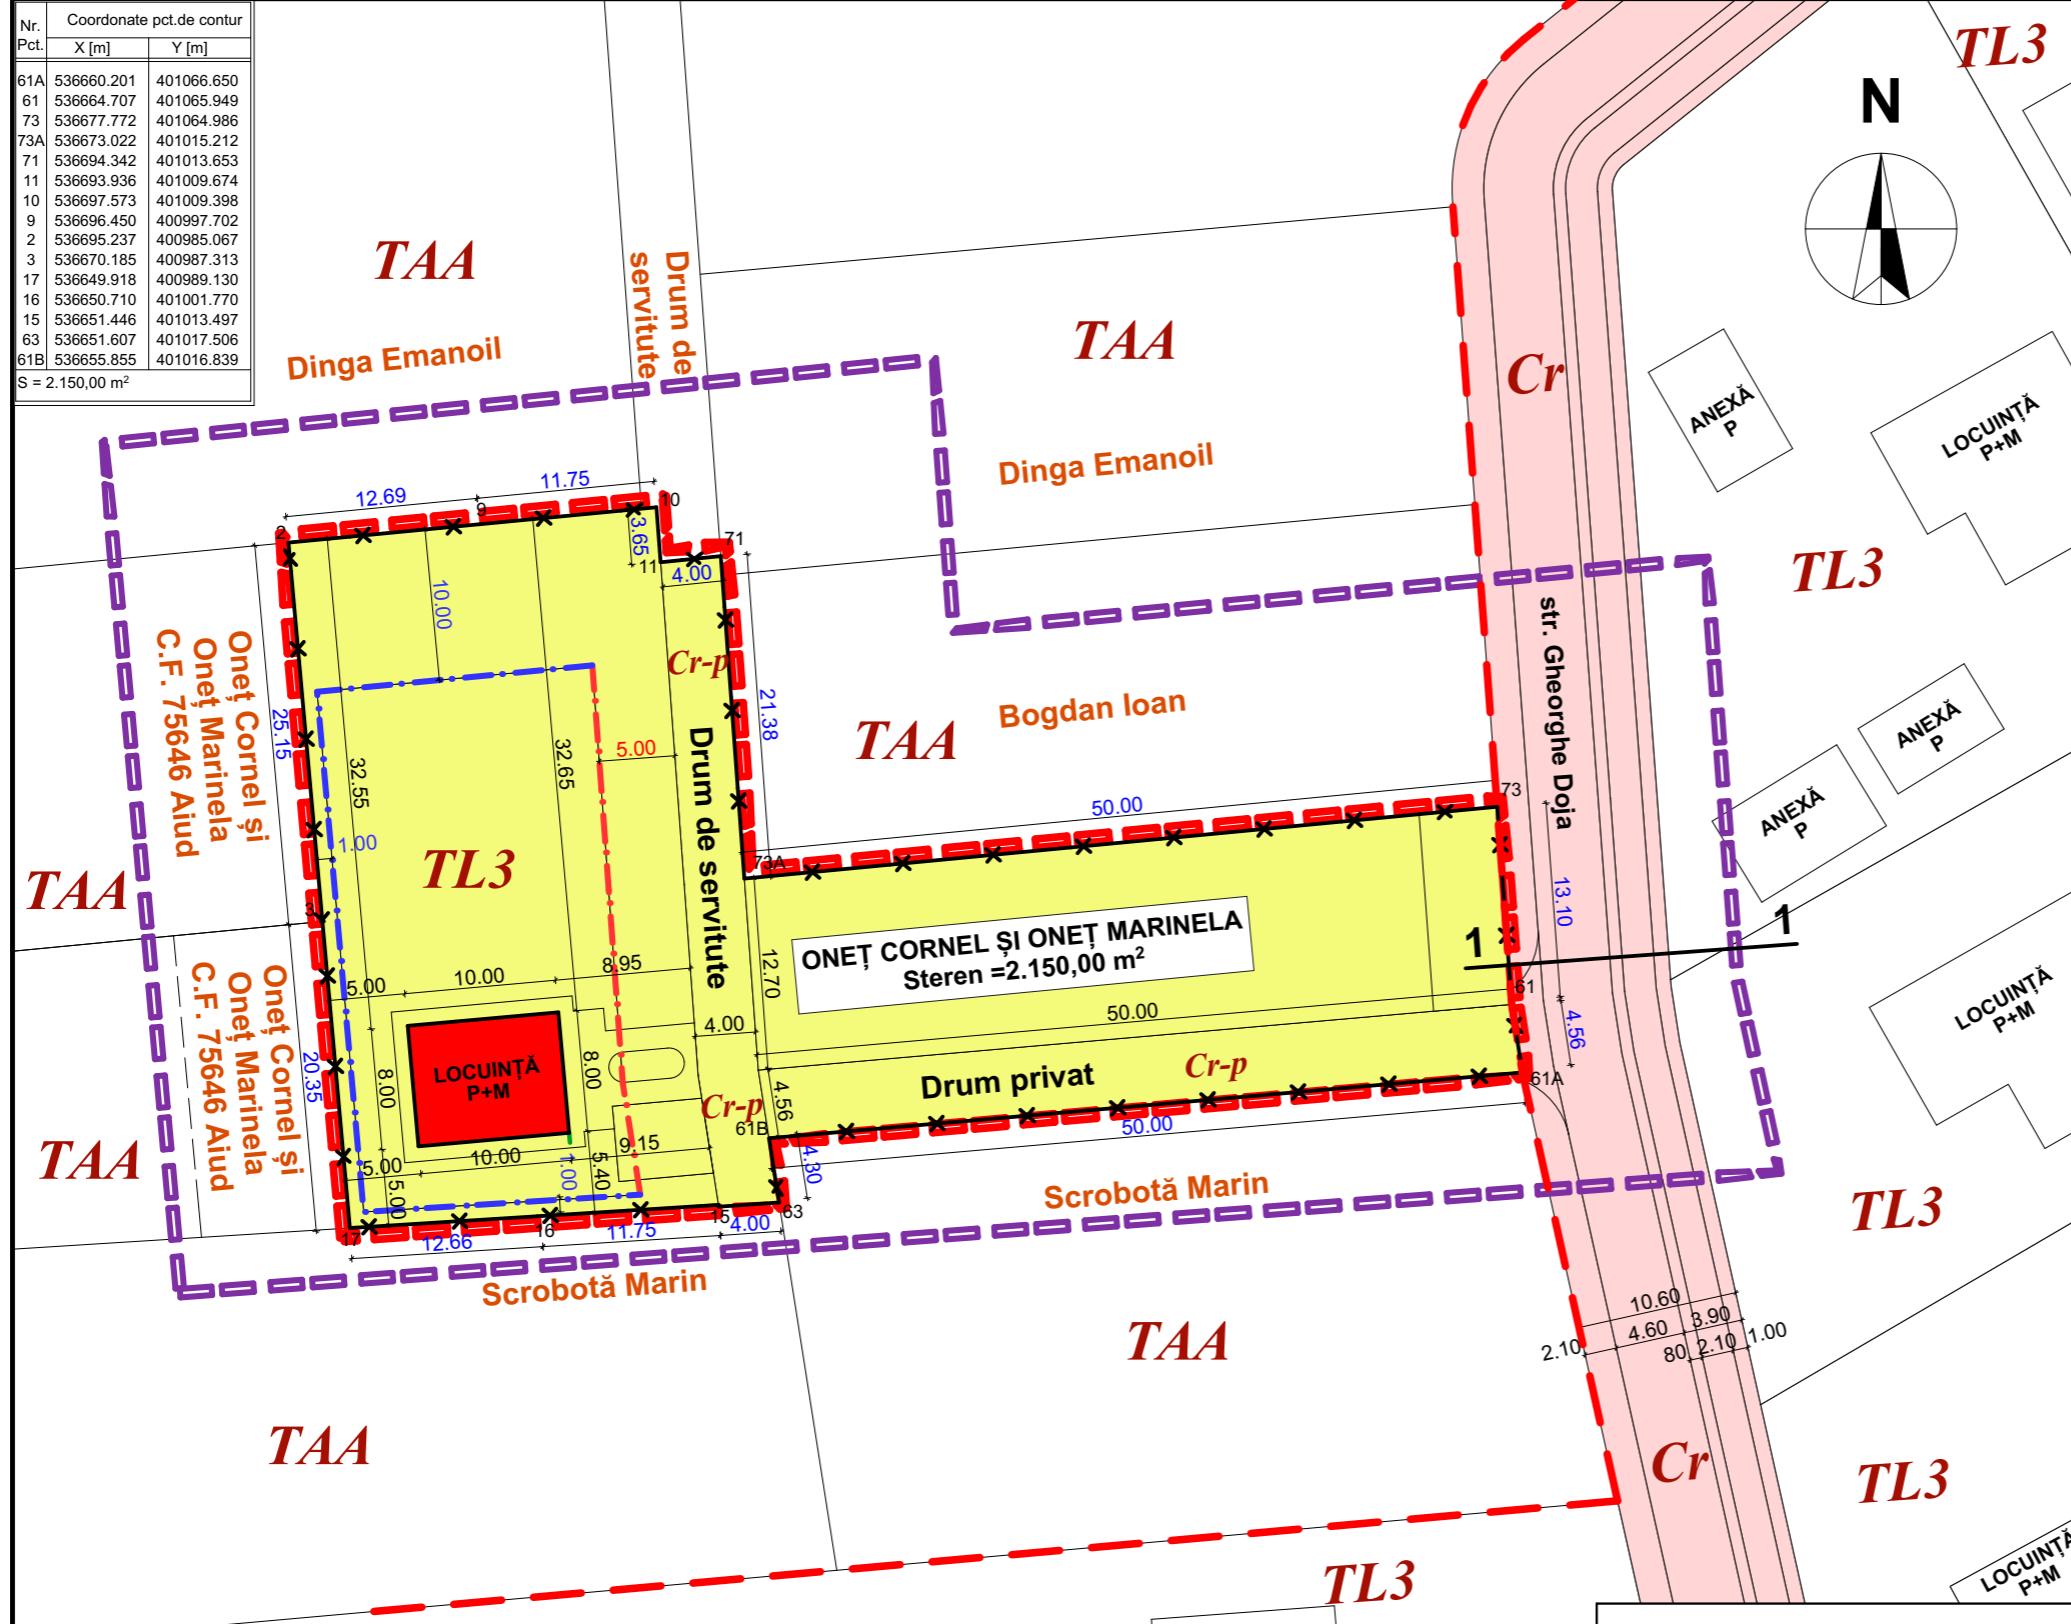 Nr. Pct. Coordonate pct.de contur
X [m] Y [m]
61A 536660.201 401066.650
61 536664.707 401065.949
73 536677.772 401064.986
73A 536673.022 401015.212
71 536694.342 401013.653
11 536693.936 401009.674
10 536697.573 401009.398
9 536696.450 400997.702
2 536695.237 400985.067
3 536670.185 400987.313
17 536649.918 400989.130
16 536650.710 401001.770
15 536651.446 401013.497
63 536651.607 401017.506
61B 536655.855 401016.839
S = 2.150,00 m²
TL3
N
TAA
Drum de
servitute
Dinga Emanoil
TAA
Cr
ANEXĂ
P
LOCUINȚĂ
P+M
Dinga Emanoil
12.69
11.75
2
9
10
3.65
11
71
4.00
TL3
10.00
Cr-p
21.38
str. Gheorghe Doja
Oneț Cornel și
Oneț Marinela
C.F. 75646 Aiud
25.15
32.55
32.65
5.00
Drum de servitute
TAA
Bogdan Ioan
ANEXĂ
P
ANEXĂ
P
50.00
73
1.00
TL3
73A
TAA
3
13.10
1
1
ONEȚ CORNEL ȘI ONEȚ MARINELA
Steren =2.150,00 m²
12.70
8.95
10.00
5.00
61
4.56
50.00
4.00
LOCUINȚĂ
P+M
Oneț Cornel și
Oneț Marinela
C.F. 75646 Aiud
20.35
8.00
LOCUINȚĂ
P+M
8.00
Cr-p
Drum privat
Cr-p
61A
4.56
61B
50.00
TAA
5.00
10.00
9.15
1.00
5.40
5.00
4.30
Scrobotă Marin
TL3
17
12.66
16
11.75
15
4.00
63
Scrobotă Marin
10.60
4.60
3.90
2.10
80
2.10
1.00
TAA
TAA
Cr
TL3
LOCUINȚĂ
P+M
TL3